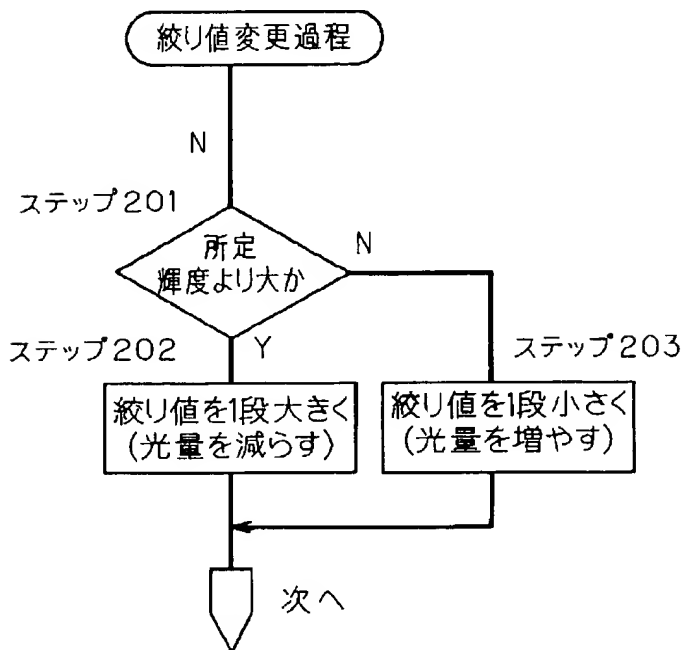 絞り値変更過程
N
ステップ201
所定
輝度より大か
N
ステップ202
Y
ステップ203
絞り値を1段大きく
(光量を減らす)
絞り値を1段小さく
(光量を増やす)
次へ